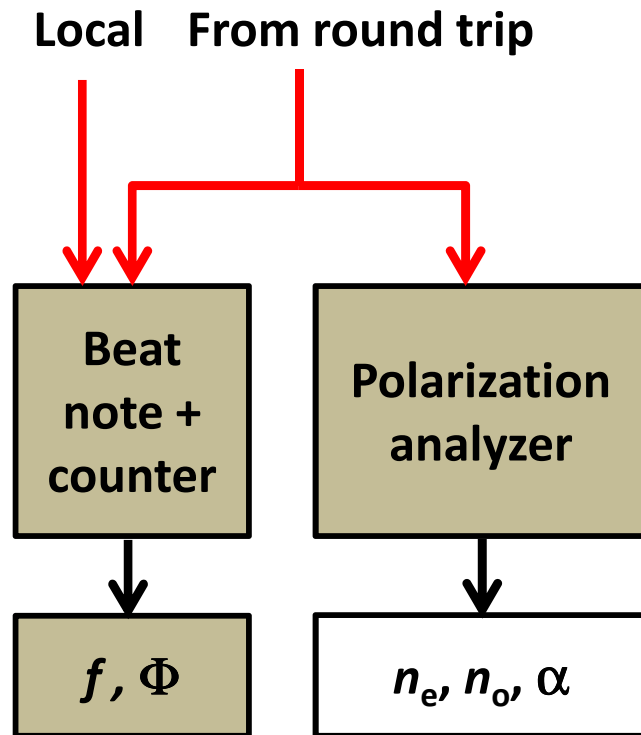 Local From round trip
Beat
note +
counter
Polarization
analyzer
f, Φ
nₑ, nₒ, α